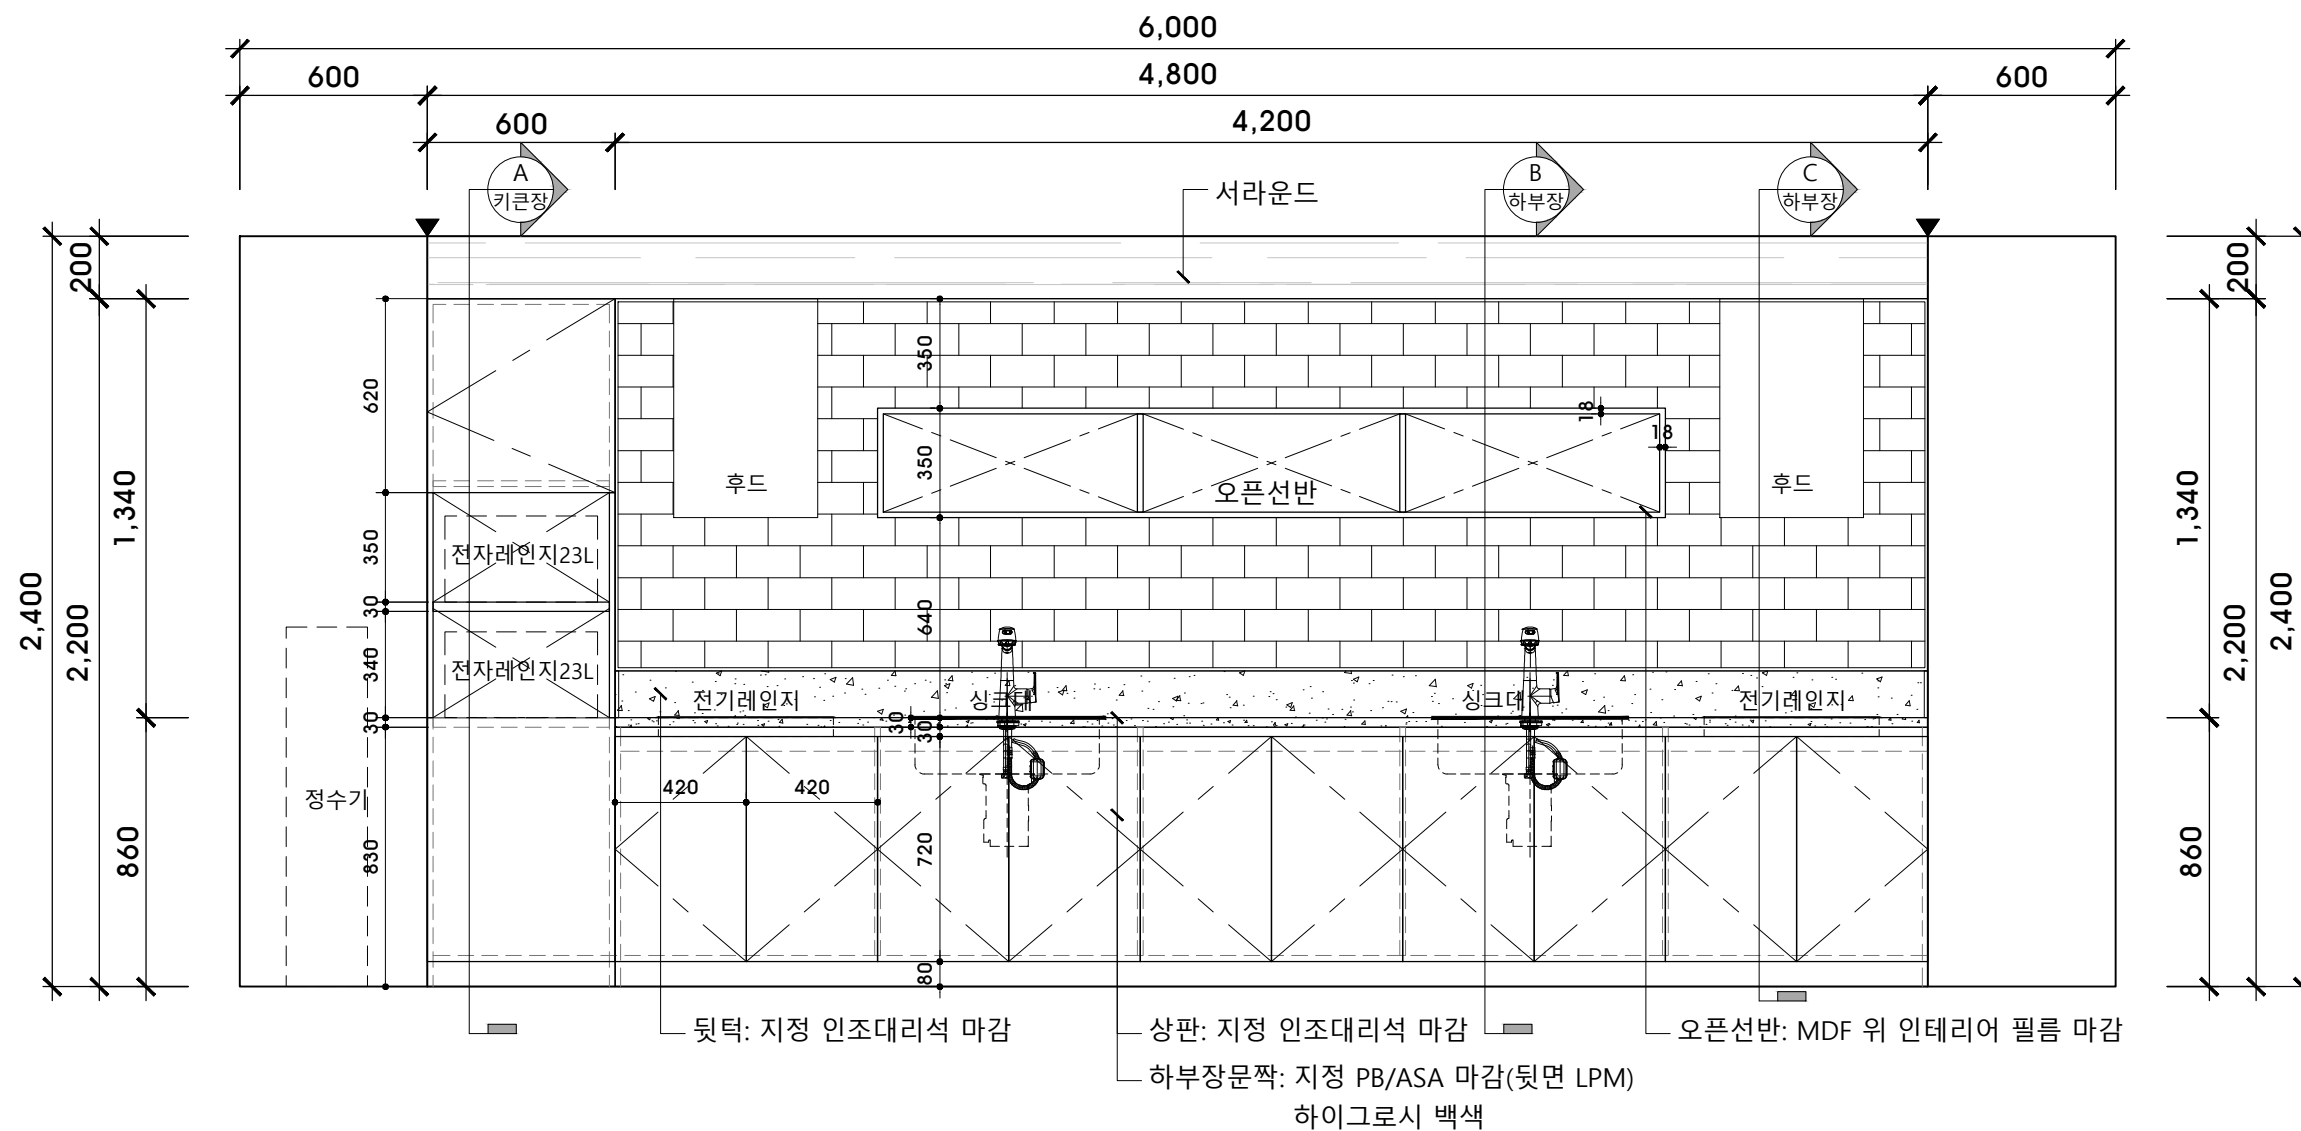 6,000
600
4,800
600
600
4,200
A
키큰장
서라운드
B
하부장
C
하부장
200
200
620
350
18
18
350
후드
오픈선반
후드
1,340
1,340
350
전자레인지23L
30
640
2,400
2,200
2,200
2,400
340
전자레인지23L
전기레인지
싱크대
싱크대
전기레인지
30
30
30
420
420
정수기
860
830
720
860
80
뒷턱: 지정 인조대리석 마감
상판: 지정 인조대리석 마감
오픈선반: MDF 위 인테리어 필름 마감
하부장문짝: 지정 PB/ASA 마감(뒷면 LPM)
하이그로시 백색